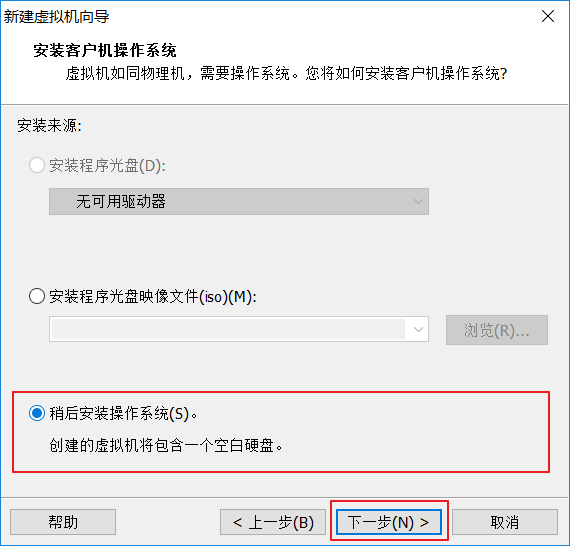 新建虚拟机向导
安装客户机操作系统
虚拟机如同物理机，需要操作系统。您将如何安装客户机操作系统?
安装来源:
安装程序光盘(D):
无可用驱动器
安装程序光盘映像文件(iso)(M):
浏览(R)...
稍后安装操作系统(S)。
创建的虚拟机将包含一个空白硬盘。
帮助
< 上一步(B)
下一步(N) >
取消